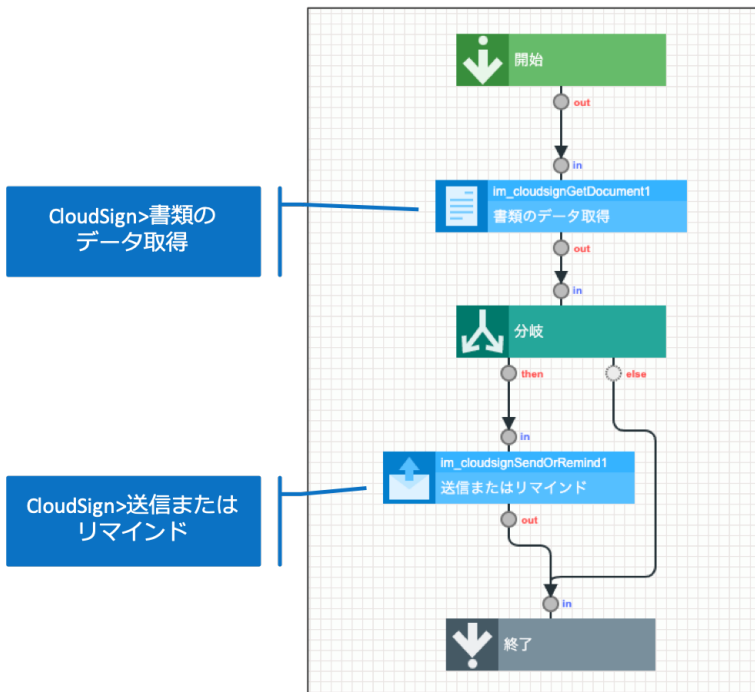 開始
out
in
CloudSign>書類の
データ取得
im_cloudsignGetDocument1
書類のデータ取得
out
in
分岐
then
else
in
CloudSign>送信または
リマインド
im_cloudsignSendOrRemind1
送信またはリマインド
out
in
終了